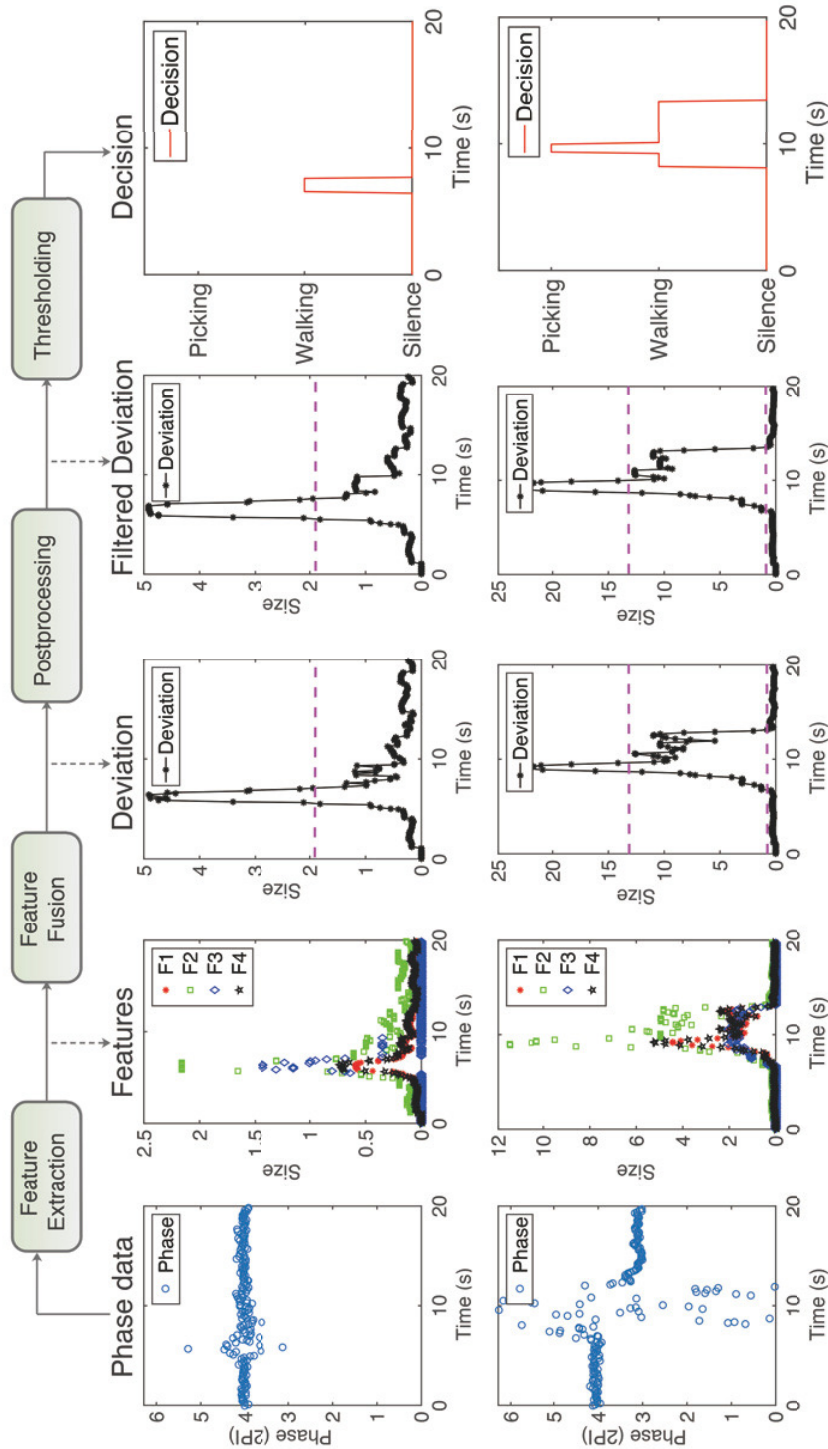 Feature
Extraction
Feature
Fusion
Postprocessing
Thresholding
Phase data
Features
Deviation
Filtered Deviation
Decision
Phase (2PI)
6
5
4
3
2
1
0
Phase
0 10 20
Time (s)
Size
2.5
2
1.5
1
0.5
0
F1
F2
F3
F4
0 10 20
Time (s)
Size
5
4
3
2
1
0
Deviation
0 10 20
Time (s)
Size
5
4
3
2
1
0
Deviation
0 10 20
Time (s)
Picking
Walking
Silence
Decision
0 10 20
Time (s)
Phase (2PI)
6
5
4
3
2
1
0
Phase
0 10 20
Time (s)
Size
12
10
8
6
4
2
0
F1
F2
F3
F4
0 10 20
Time (s)
Size
25
20
15
10
5
0
Deviation
0 10 20
Time (s)
Size
25
20
15
10
5
0
Deviation
0 10 20
Time (s)
Picking
Walking
Silence
Decision
0 10 20
Time (s)